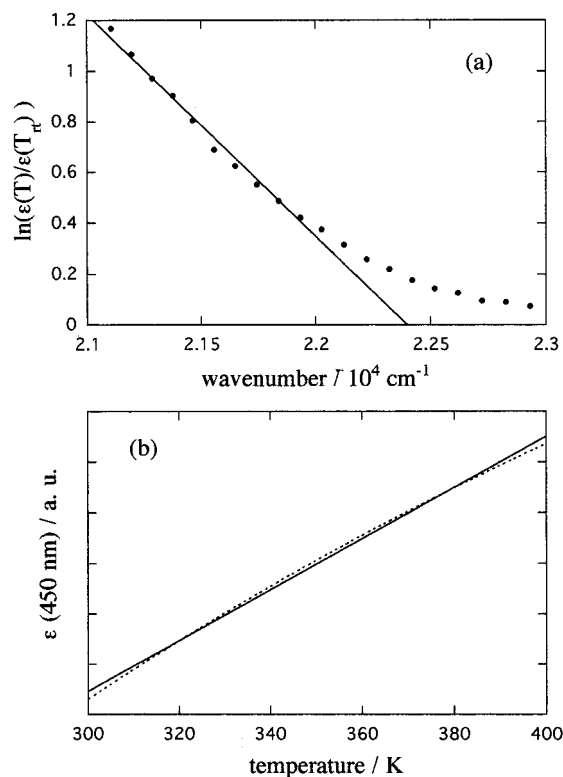 (a)
ln(ε(T)/ε(T_rt))
1.2
1
0.8
0.6
0.4
0.2
0
2.1 2.15 2.2 2.25 2.3
wavenumber / 10⁴ cm⁻¹
(b)
ε (450 nm) / a. u.
300 320 340 360 380 400
temperature / K